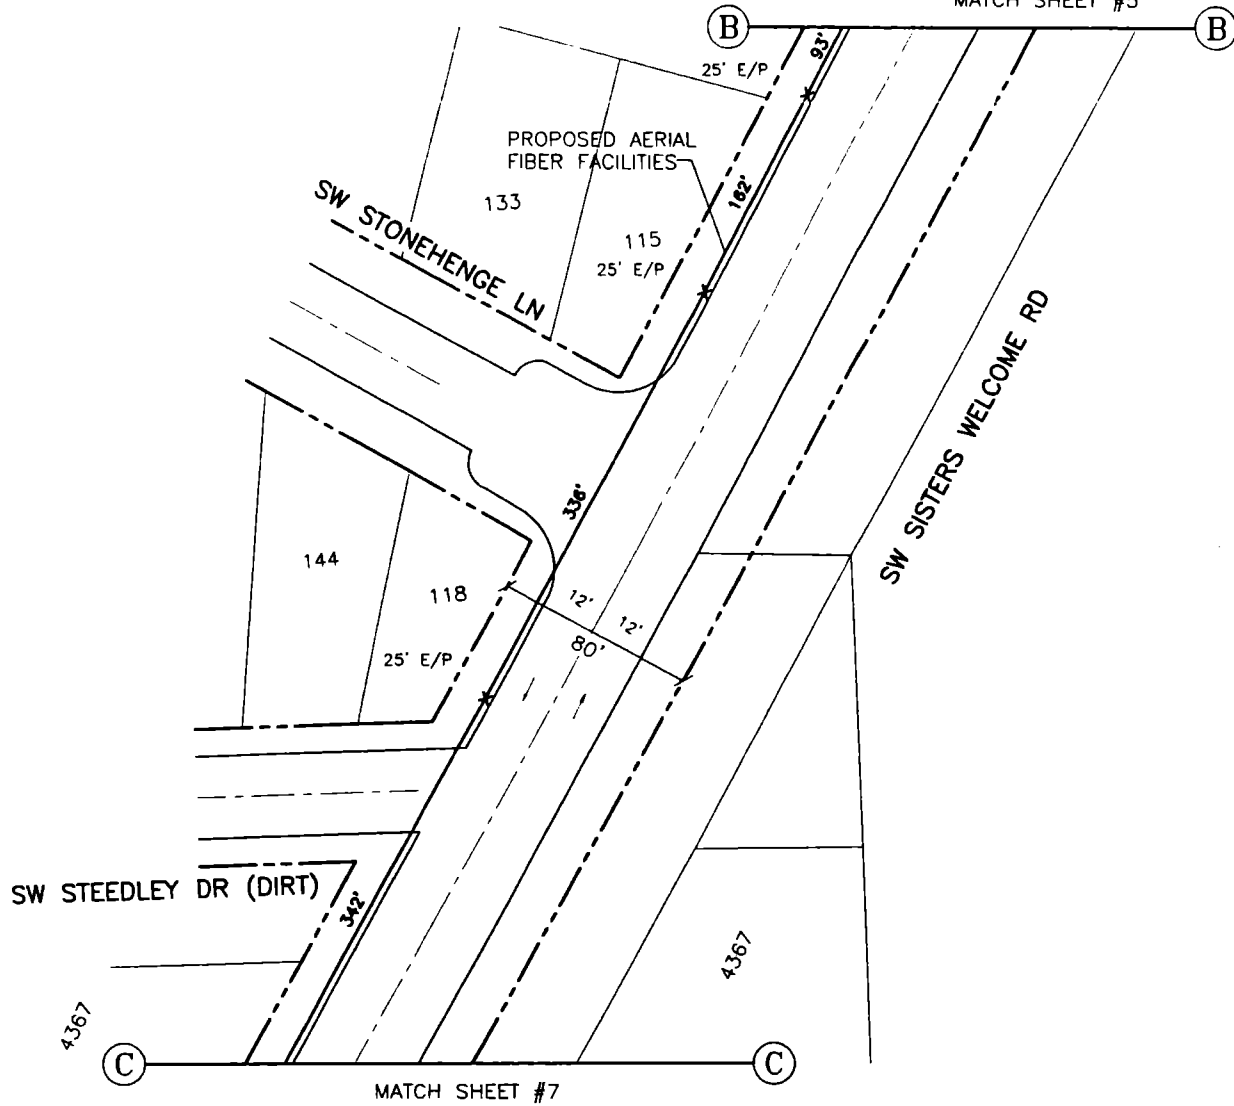 MATCH SHEET #5
B
B
93'
25' E/P
PROPOSED AERIAL
FIBER FACILITIES
162'
133
SW STONEHENGE LN
115
25' E/P
SW SISTERS WELCOME RD
336'
144
118
12'
12'
80'
25' E/P
SW STEEDLEY DR (DIRT)
342'
4367
4367
C
C
MATCH SHEET #7